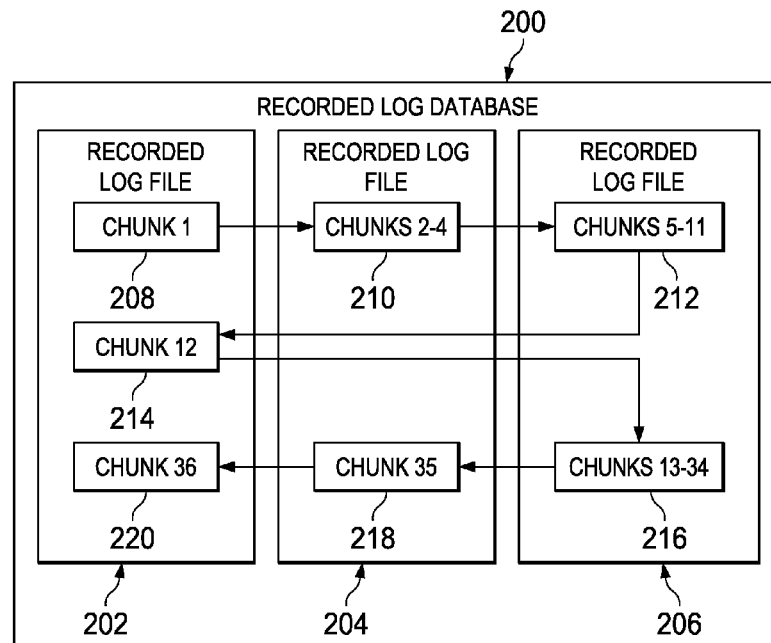 200
RECORDED LOG DATABASE
RECORDED
LOG FILE
RECORDED LOG
FILE
RECORDED
LOG FILE
CHUNK 1
CHUNKS 2-4
CHUNKS 5-11
208
210
212
CHUNK 12
214
CHUNK 36
CHUNK 35
CHUNKS 13-34
220
218
216
202
204
206